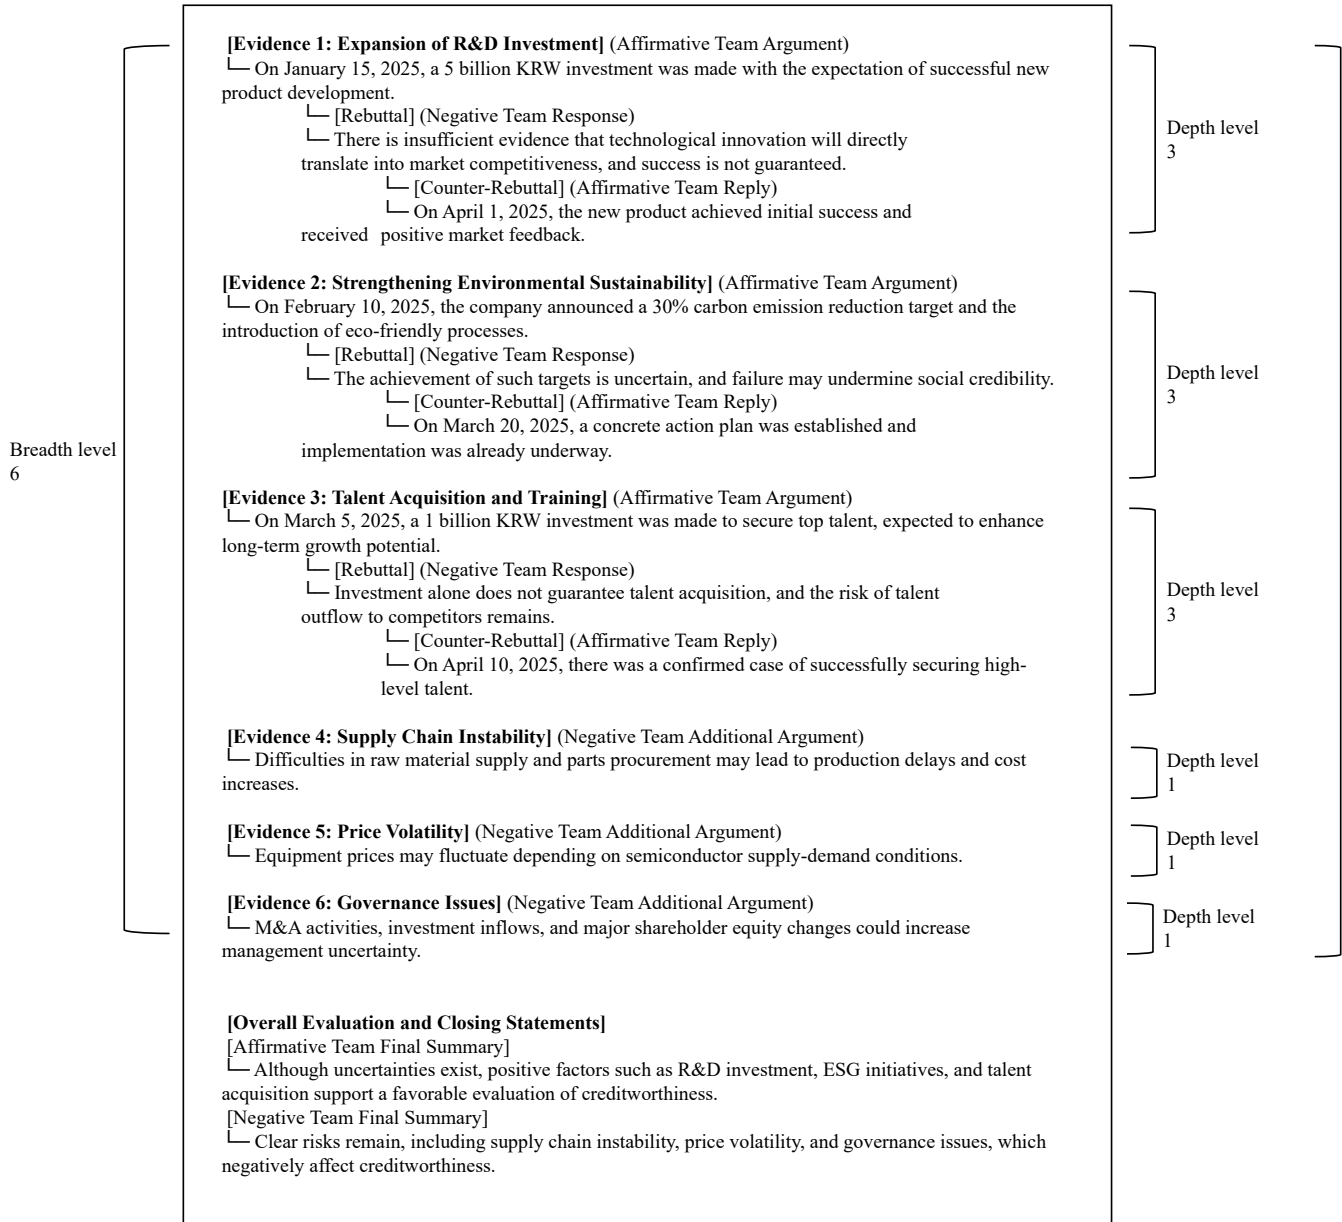 [Evidence 1: Expansion of R&D Investment] (Affirmative Team Argument)
└─ On January 15, 2025, a 5 billion KRW investment was made with the expectation of successful new
product development.
└─ [Rebuttal] (Negative Team Response)
└─ There is insufficient evidence that technological innovation will directly
translate into market competitiveness, and success is not guaranteed.
└─ [Counter-Rebuttal] (Affirmative Team Reply)
└─ On April 1, 2025, the new product achieved initial success and
received positive market feedback.
Depth level
3
[Evidence 2: Strengthening Environmental Sustainability] (Affirmative Team Argument)
└─ On February 10, 2025, the company announced a 30% carbon emission reduction target and the
introduction of eco-friendly processes.
└─ [Rebuttal] (Negative Team Response)
└─ The achievement of such targets is uncertain, and failure may undermine social credibility.
└─ [Counter-Rebuttal] (Affirmative Team Reply)
└─ On March 20, 2025, a concrete action plan was established and
implementation was already underway.
Depth level
3
Breadth level
6
[Evidence 3: Talent Acquisition and Training] (Affirmative Team Argument)
└─ On March 5, 2025, a 1 billion KRW investment was made to secure top talent, expected to enhance
long-term growth potential.
└─ [Rebuttal] (Negative Team Response)
└─ Investment alone does not guarantee talent acquisition, and the risk of talent
outflow to competitors remains.
└─ [Counter-Rebuttal] (Affirmative Team Reply)
└─ On April 10, 2025, there was a confirmed case of successfully securing high-
level talent.
Depth level
3
[Evidence 4: Supply Chain Instability] (Negative Team Additional Argument)
└─ Difficulties in raw material supply and parts procurement may lead to production delays and cost
increases.
Depth level
1
[Evidence 5: Price Volatility] (Negative Team Additional Argument)
└─ Equipment prices may fluctuate depending on semiconductor supply-demand conditions.
Depth level
1
[Evidence 6: Governance Issues] (Negative Team Additional Argument)
└─ M&A activities, investment inflows, and major shareholder equity changes could increase
management uncertainty.
Depth level
1
[Overall Evaluation and Closing Statements]
[Affirmative Team Final Summary]
└─ Although uncertainties exist, positive factors such as R&D investment, ESG initiatives, and talent
acquisition support a favorable evaluation of creditworthiness.
[Negative Team Final Summary]
└─ Clear risks remain, including supply chain instability, price volatility, and governance issues, which
negatively affect creditworthiness.